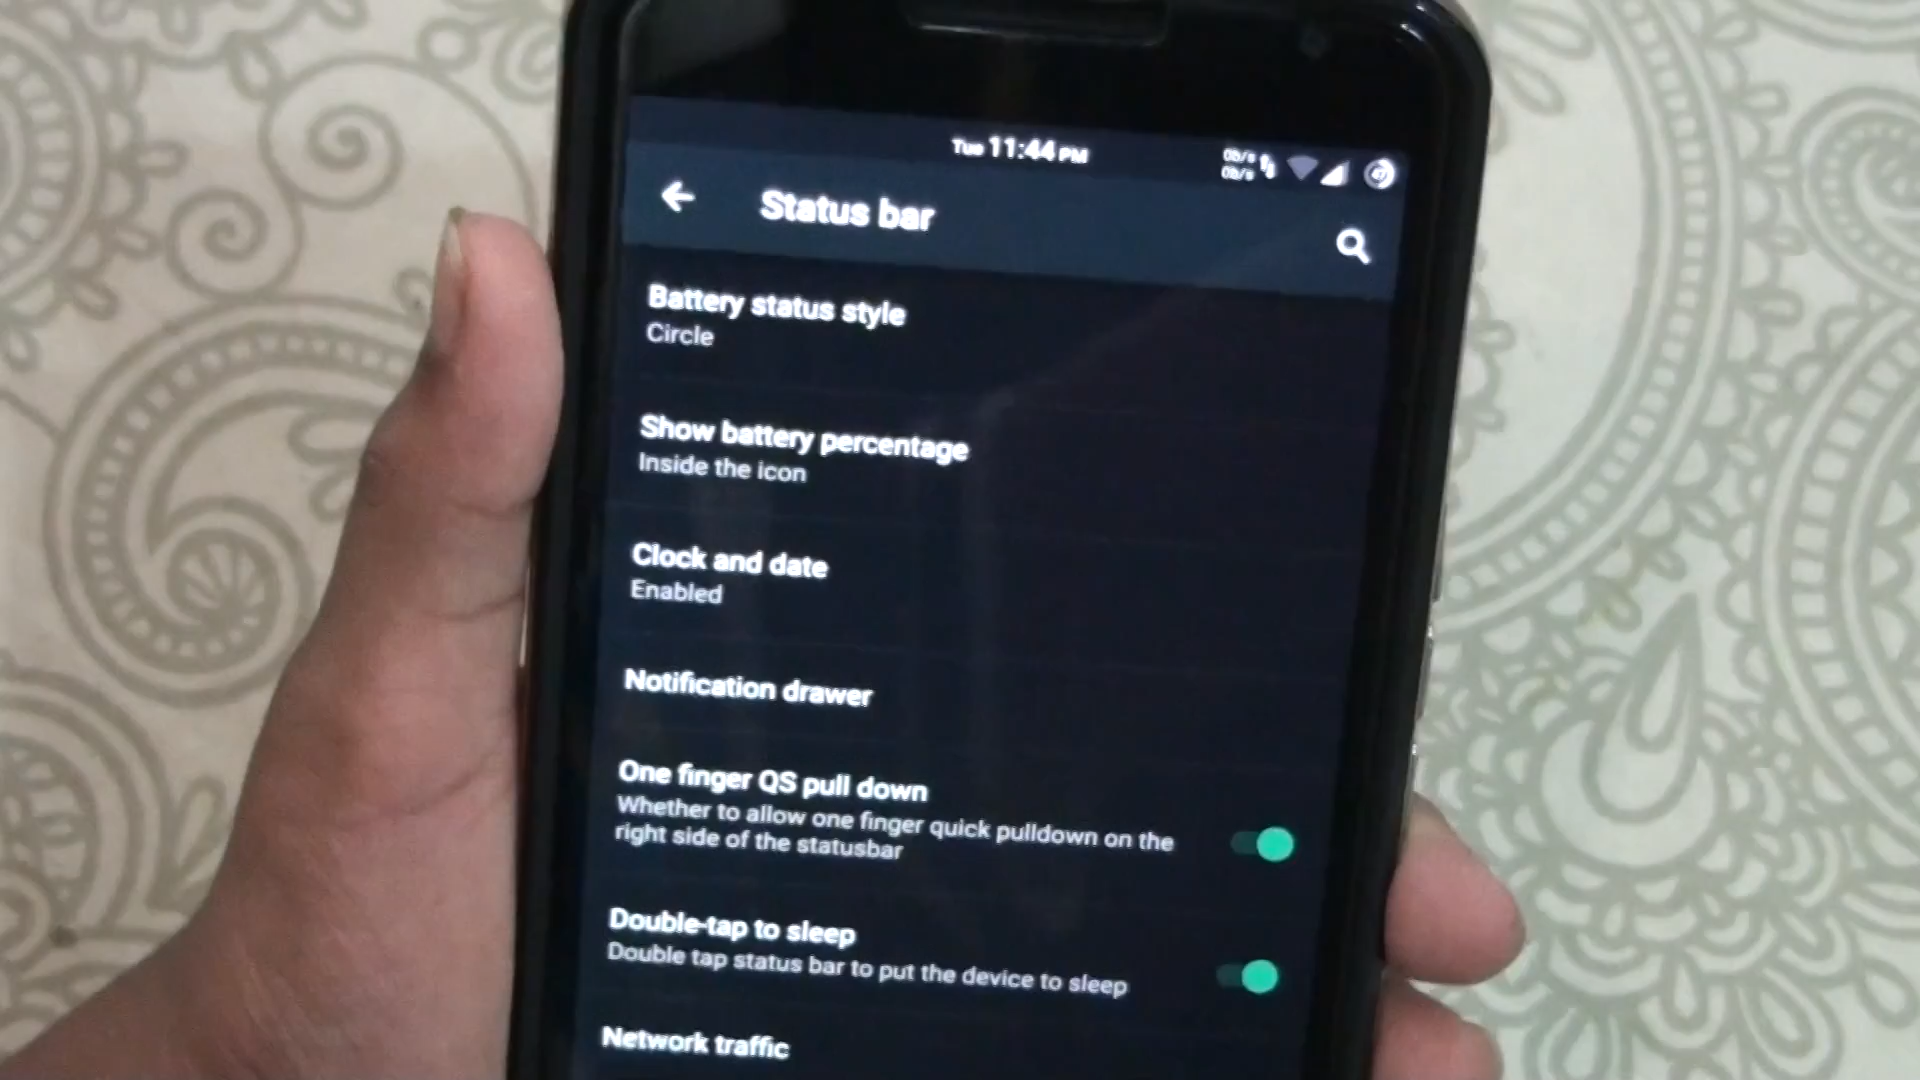 Tue 11:44 PM
0b/s
0b/s
Status bar
Battery status style
Circle
Show battery percentage
Inside the icon
Clock and date
Enabled
Notification drawer
One finger QS pull down
Whether to allow one finger quick pulldown on the
right side of the statusbar
Double-tap to sleep
Double tap status bar to put the device to sleep
Network traffic